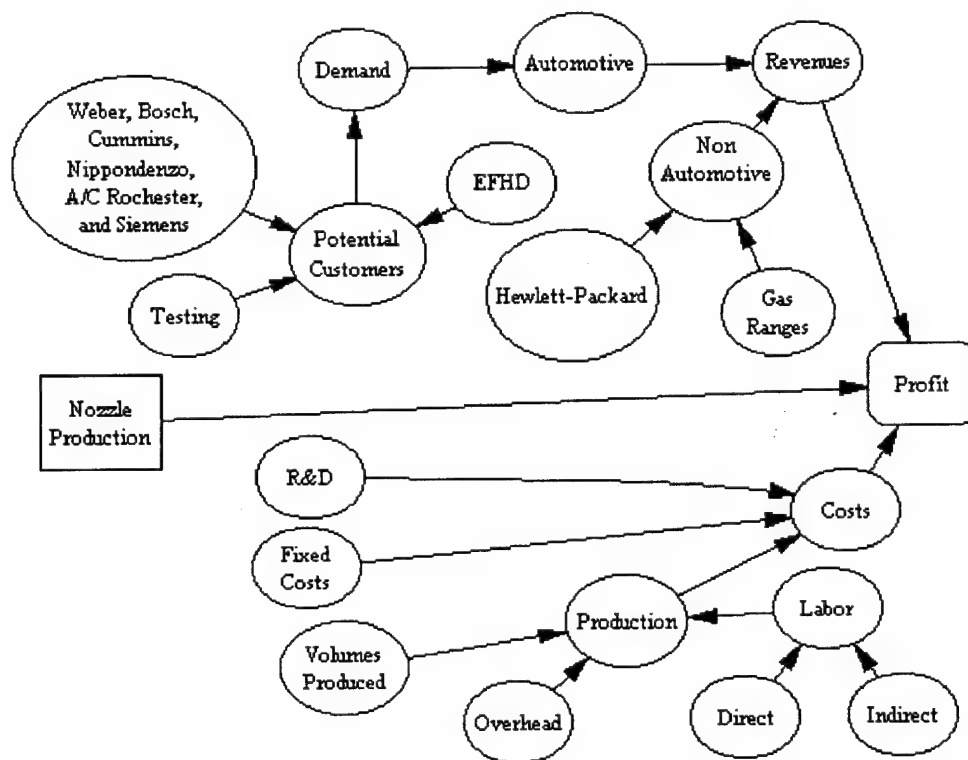 Demand
Automotive
Revenues
Weber, Bosch,
Cummins,
Nippondenzo,
A/C Rochester,
and Siemens
EFHD
Non
Automotive
Potential
Customers
Testing
Hewlett-Packard
Gas
Ranges
Profit
Nozzle
Production
R&D
Costs
Fixed
Costs
Production
Labor
Volumes
Produced
Overhead
Direct
Indirect